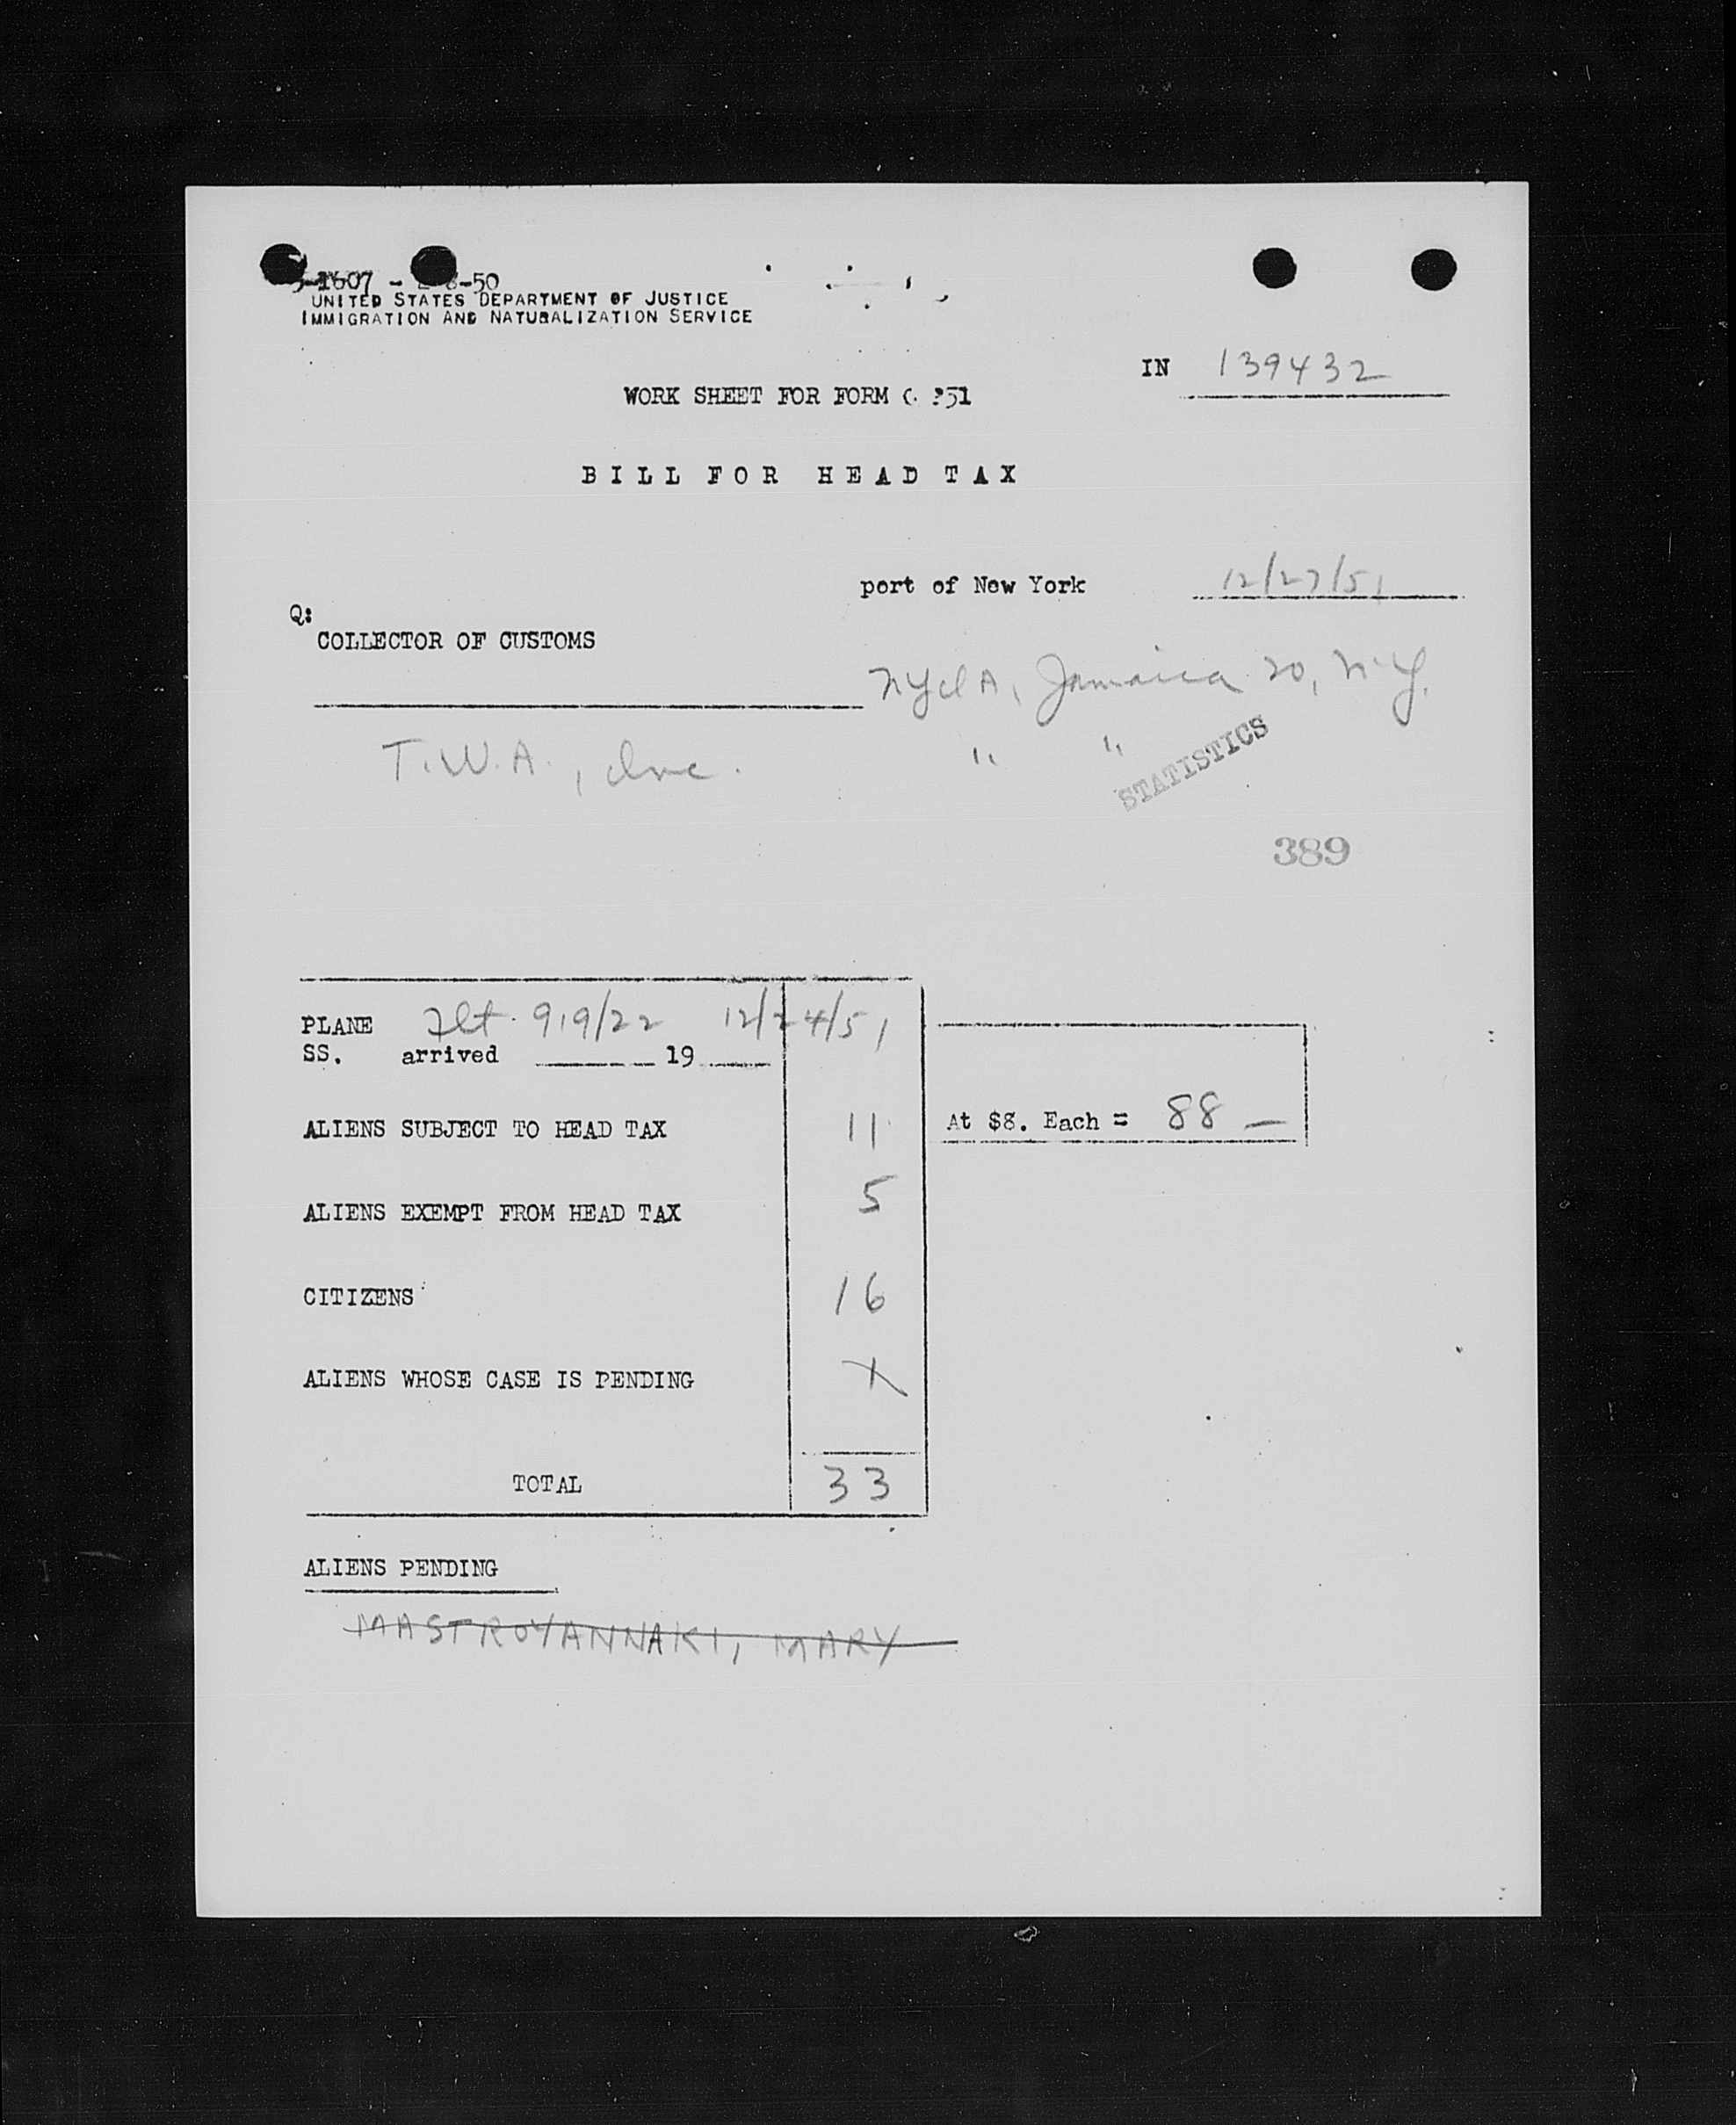 -1607 - -50
UNITED STATES DEPARTMENT OF JUSTICE
IMMIGRATION AND NATURALIZATION SERVICE
IN 139432
WORK SHEET FOR FORM 351
BILL FOR HEAD TAX
port of New York 12/27/51
Q:
COLLECTOR OF CUSTOMS
NYIA, Jamaica 20, N.Y.
T.W.A., Inc. " "
STATISTICS
389
PLANE Flt. 919/22 12/24/51
SS. arrived 19
ALIENS SUBJECT TO HEAD TAX 11 At $8. Each = 88 —
ALIENS EXEMPT FROM HEAD TAX 5
CITIZENS 16
ALIENS WHOSE CASE IS PENDING X
TOTAL 33
ALIENS PENDING
MASTROYANNAKI, MARY